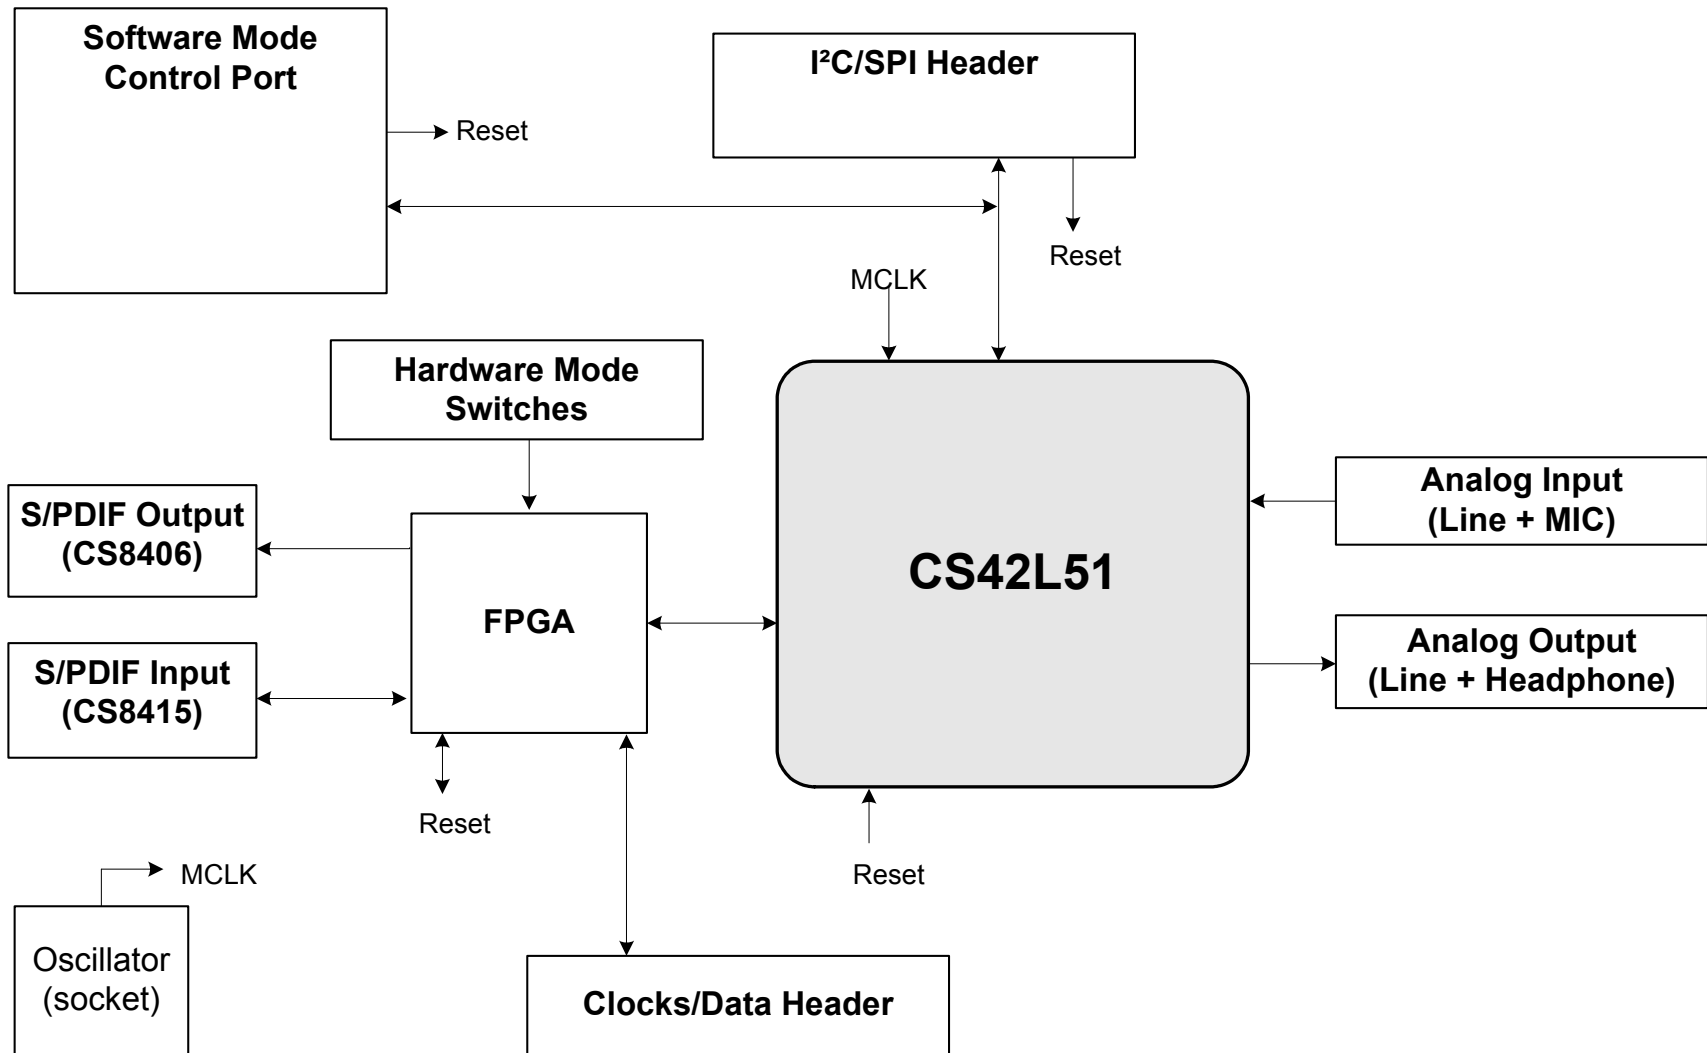 Software Mode
Control Port
I²C/SPI Header
Reset
Reset
MCLK
Hardware Mode
Switches
Analog Input
(Line + MIC)
S/PDIF Output
(CS8406)
CS42L51
FPGA
S/PDIF Input
(CS8415)
Analog Output
(Line + Headphone)
Reset
MCLK
Reset
Oscillator
(socket)
Clocks/Data Header